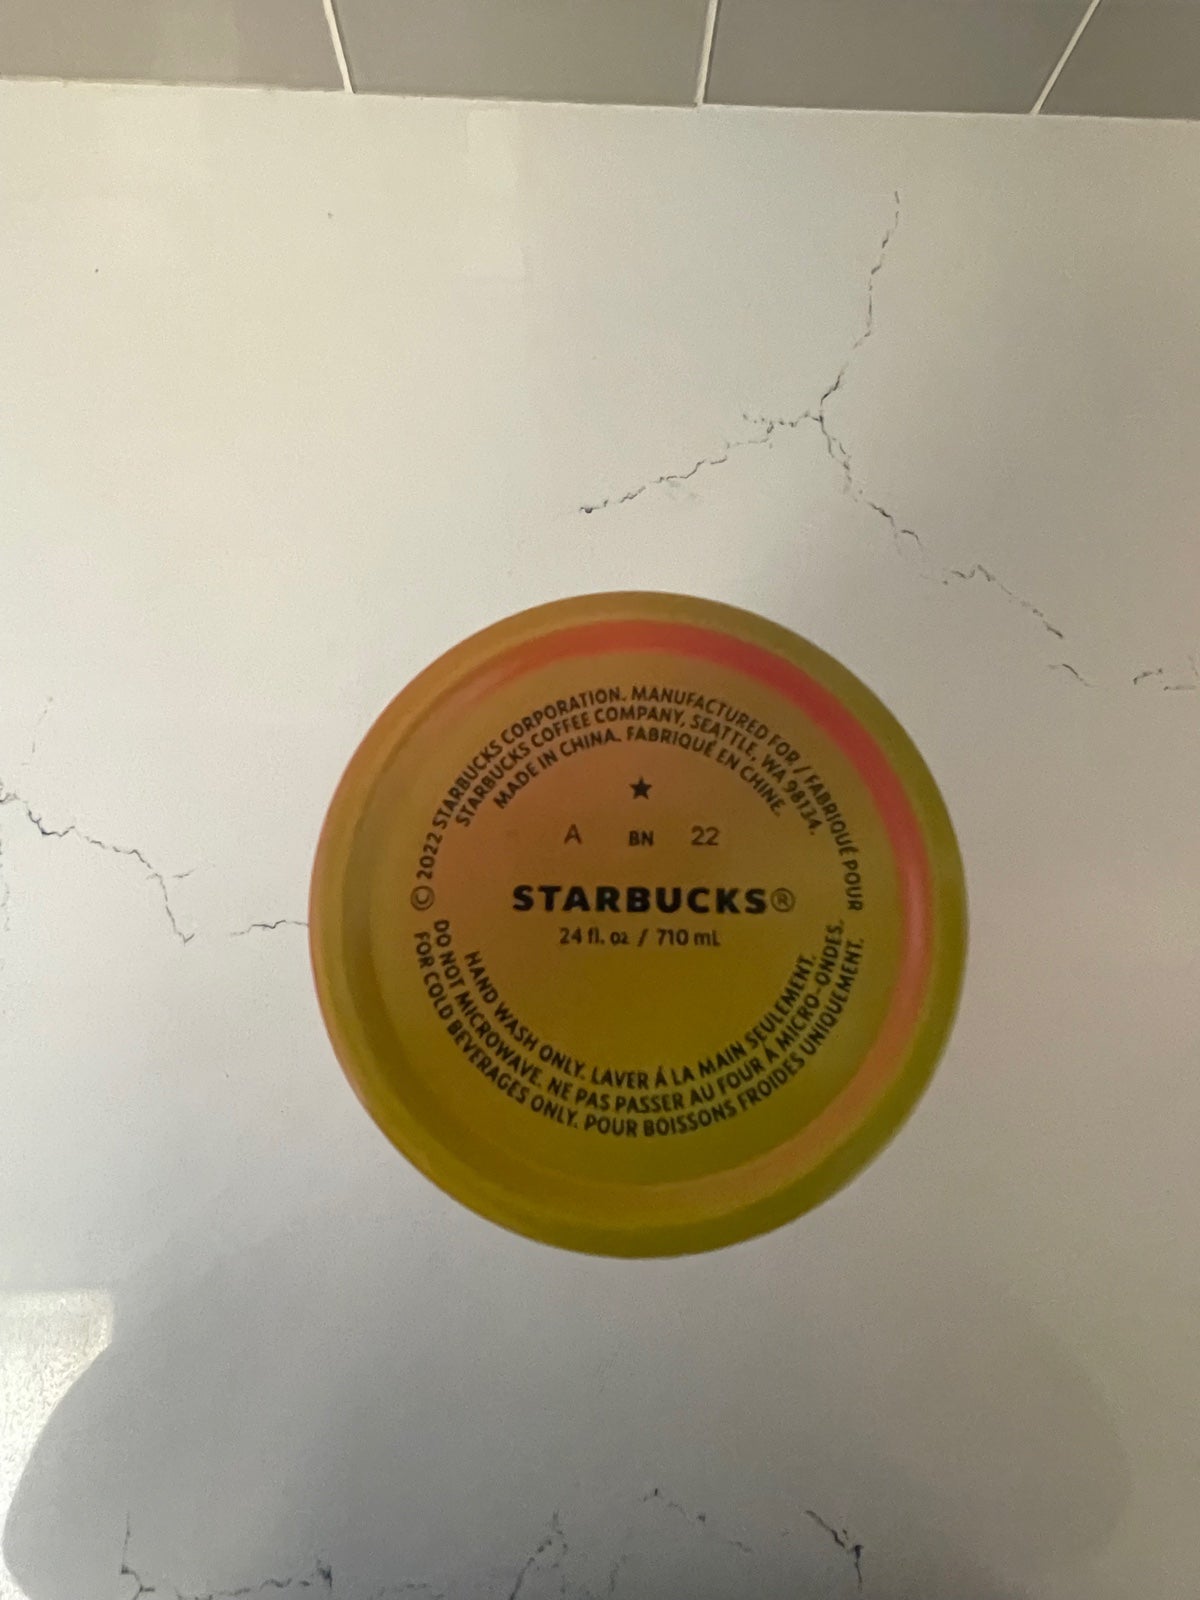 © 2022 STARBUCKS CORPORATION. MANUFACTURED FOR / FABRIQUÉ POUR
STARBUCKS COFFEE COMPANY, SEATTLE, WA 98134.
MADE IN CHINA. FABRIQUÉ EN CHINE.
★
A BN 22
STARBUCKS®
24 fl. oz / 710 mL
HAND WASH ONLY. LAVER Á LA MAIN SEULEMENT.
DO NOT MICROWAVE. NE PAS PASSER AU FOUR Á MICRO-ONDES.
FOR COLD BEVERAGES ONLY. POUR BOISSONS FROIDES UNIQUEMENT.